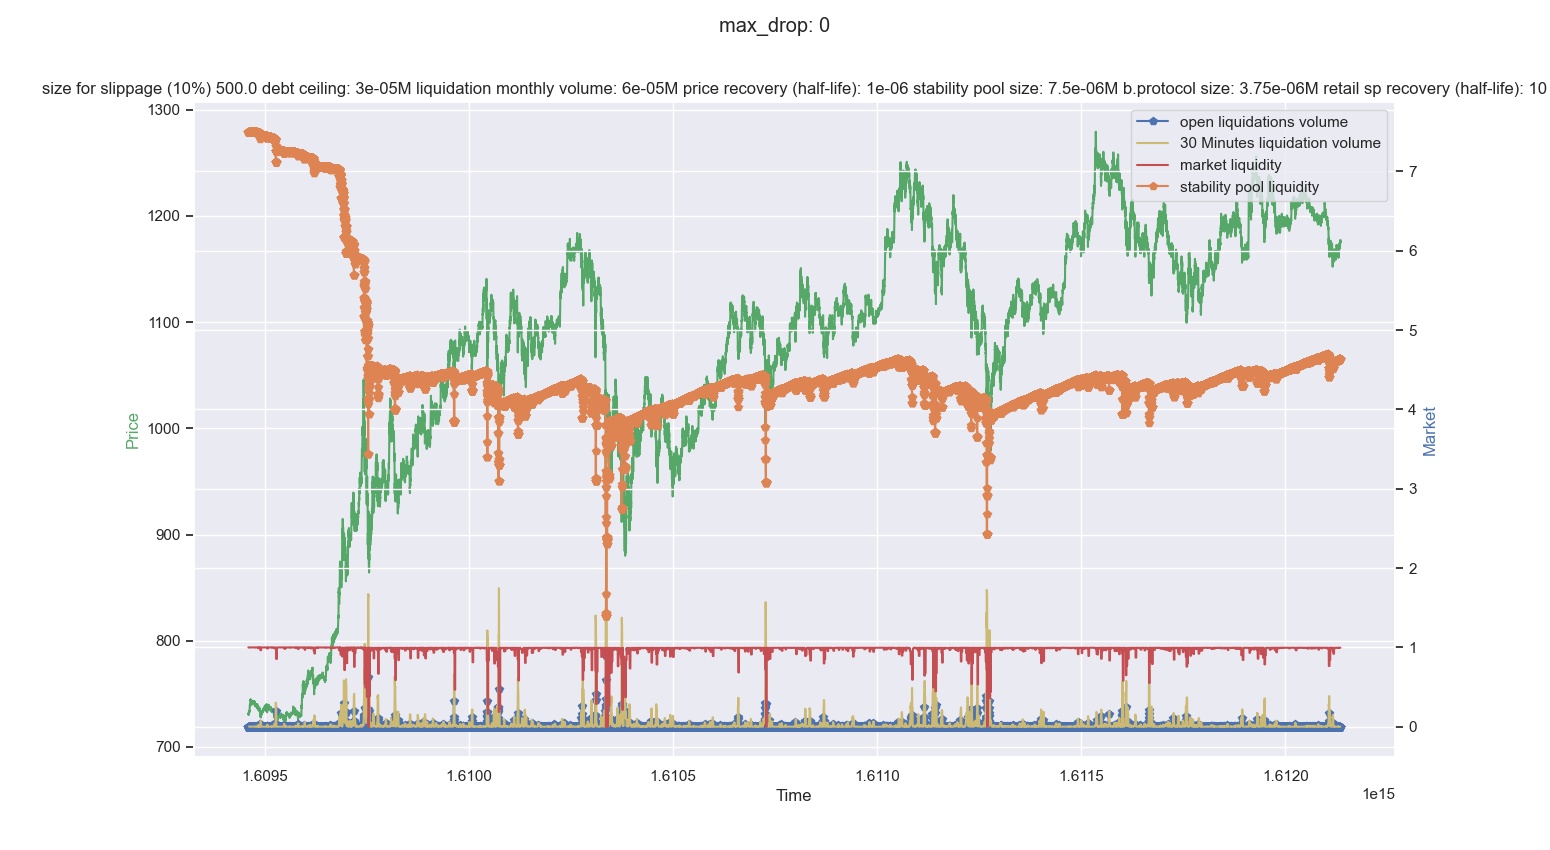 max_drop: 0
size for slippage (10%) 500.0 debt ceiling: 3e-05M liquidation monthly volume: 6e-05M price recovery (half-life): 1e-06 stability pool size: 7.5e-06M b.protocol size: 3.75e-06M retail sp recovery (half-life): 10
open liquidations volume
30 Minutes liquidation volume
market liquidity
stability pool liquidity
1300
1200
1100
1000
900
800
700
Price
7
6
5
4
3
2
1
0
Market
1.6095 1.6100 1.6105 1.6110 1.6115 1.6120
Time
1e15